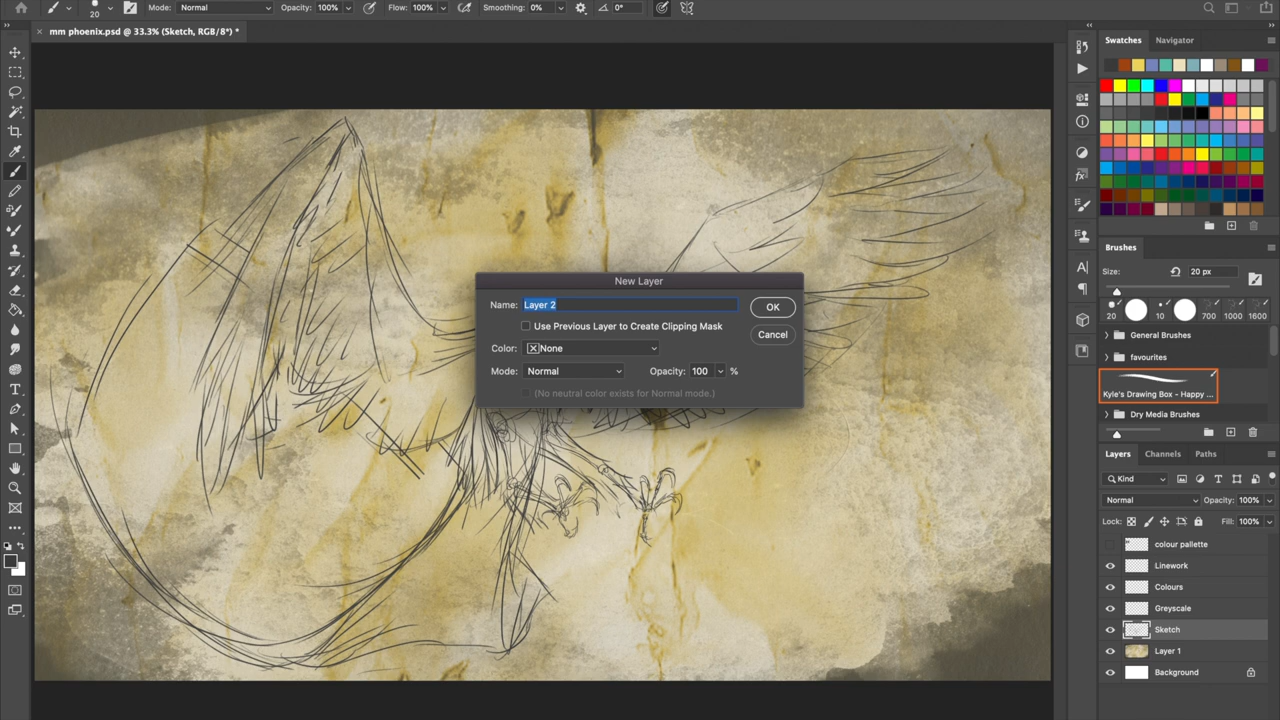 20
Mode: Normal
Opacity: 100%
Flow: 100%
Smoothing: 0%
0°
mm phoenix.psd @ 33.3% (Sketch, RGB/8*) *
Swatches
Navigator
New Layer
Name: Layer 2
OK
Use Previous Layer to Create Clipping Mask
Cancel
Color: None
Mode: Normal
Opacity: 100 %
(No neutral color exists for Normal mode.)
Brushes
Size: 20 px
20 10 700 1000 1600
General Brushes
favourites
Kyle's Drawing Box - Happy ...
Dry Media Brushes
Layers
Channels
Paths
Kind
Normal
Opacity: 100%
Lock:
Fill: 100%
colour pallette
Linework
Colours
Greyscale
Sketch
Layer 1
Background